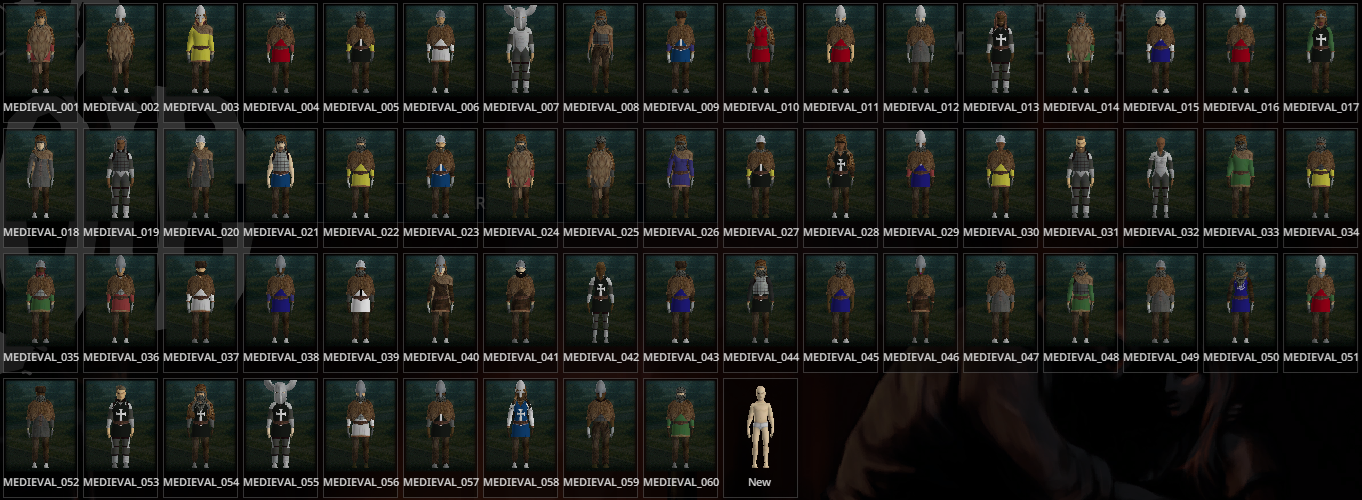 MEDIEVAL_001 MEDIEVAL_002 MEDIEVAL_003 MEDIEVAL_004 MEDIEVAL_005 MEDIEVAL_006 MEDIEVAL_007 MEDIEVAL_008 MEDIEVAL_009 MEDIEVAL_010 MEDIEVAL_011 MEDIEVAL_012 MEDIEVAL_013 MEDIEVAL_014 MEDIEVAL_015 MEDIEVAL_016 MEDIEVAL_017
MEDIEVAL_018 MEDIEVAL_019 MEDIEVAL_020 MEDIEVAL_021 MEDIEVAL_022 MEDIEVAL_023 MEDIEVAL_024 MEDIEVAL_025 MEDIEVAL_026 MEDIEVAL_027 MEDIEVAL_028 MEDIEVAL_029 MEDIEVAL_030 MEDIEVAL_031 MEDIEVAL_032 MEDIEVAL_033 MEDIEVAL_034
MEDIEVAL_035 MEDIEVAL_036 MEDIEVAL_037 MEDIEVAL_038 MEDIEVAL_039 MEDIEVAL_040 MEDIEVAL_041 MEDIEVAL_042 MEDIEVAL_043 MEDIEVAL_044 MEDIEVAL_045 MEDIEVAL_046 MEDIEVAL_047 MEDIEVAL_048 MEDIEVAL_049 MEDIEVAL_050 MEDIEVAL_051
MEDIEVAL_052 MEDIEVAL_053 MEDIEVAL_054 MEDIEVAL_055 MEDIEVAL_056 MEDIEVAL_057 MEDIEVAL_058 MEDIEVAL_059 MEDIEVAL_060 New